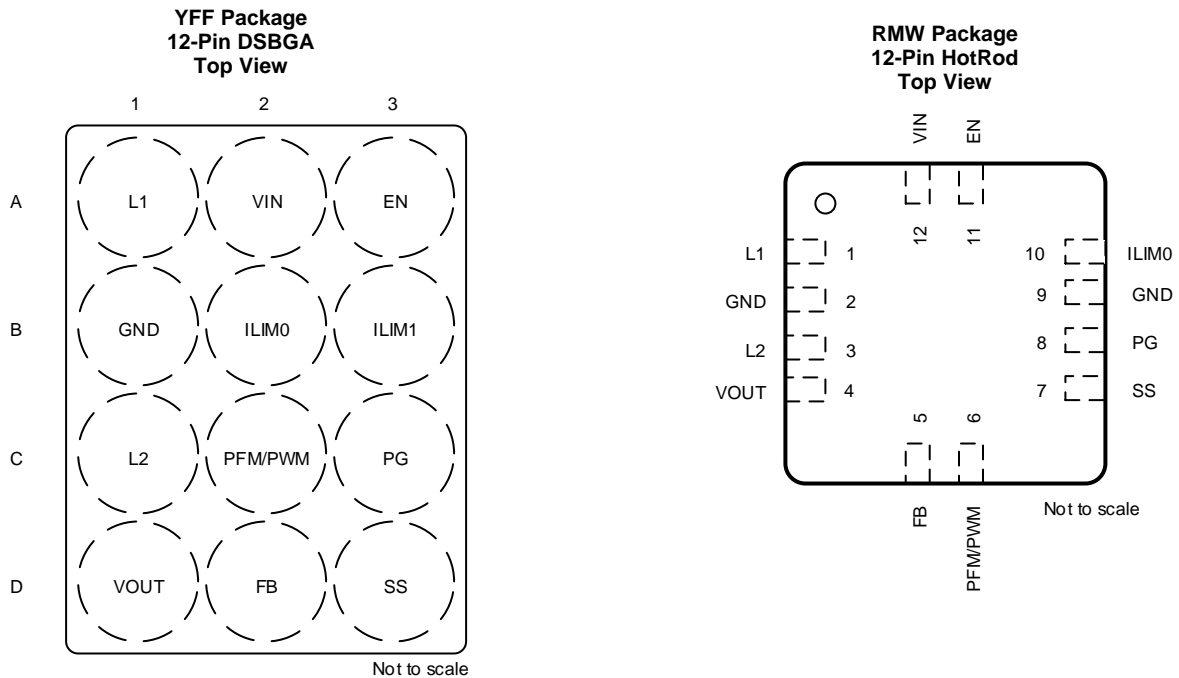 YFF Package
12-Pin DSBGA
Top View
1 2 3
A L1 VIN EN
B GND ILIM0 ILIM1
C L2 PFM/PWM PG
D VOUT FB SS
Not to scale
RMW Package
12-Pin HotRod
Top View
VIN EN
12 11
L1 1 10 ILIM0
GND 2 9 GND
L2 3 8 PG
VOUT 4 7 SS
5 6
FB PFM/PWM
Not to scale